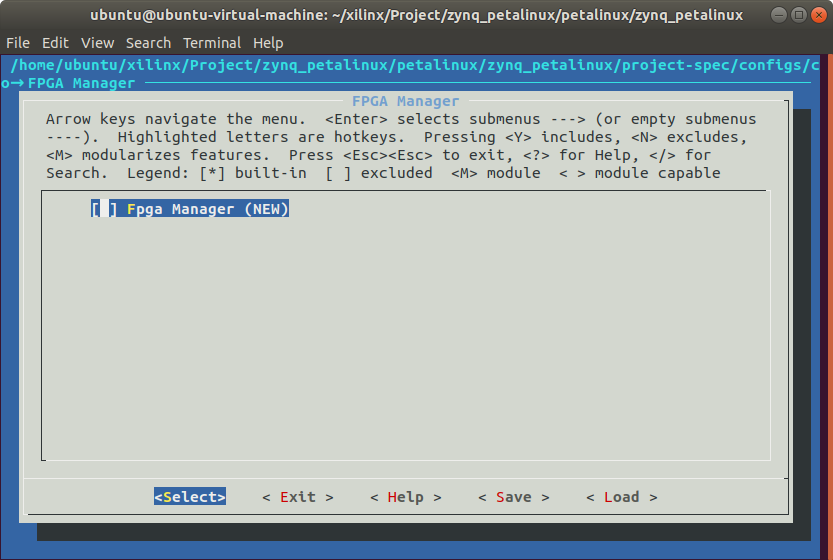 ubuntu@ubuntu-virtual-machine: ~/xilinx/Project/zynq_petalinux/petalinux/zynq_petalinux
File Edit View Search Terminal Help
/home/ubuntu/xilinx/Project/zynq_petalinux/petalinux/zynq_petalinux/project-spec/configs/c
o→FPGA Manager
FPGA Manager
Arrow keys navigate the menu. <Enter> selects submenus ---> (or empty submenus
----). Highlighted letters are hotkeys. Pressing <Y> includes, <N> excludes,
<M> modularizes features. Press <Esc><Esc> to exit, <?> for Help, </> for
Search. Legend: [*] built-in [ ] excluded <M> module < > module capable
[ ] Fpga Manager (NEW)
<Select> < Exit > < Help > < Save > < Load >